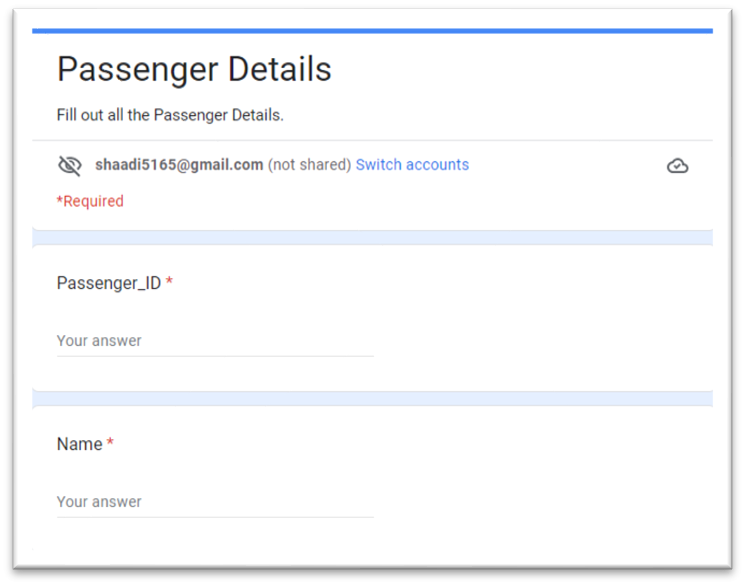 Passenger Details
Fill out all the Passenger Details.
shaadi5165@gmail.com (not shared) Switch accounts
*Required
Passenger_ID *
Your answer
Name *
Your answer